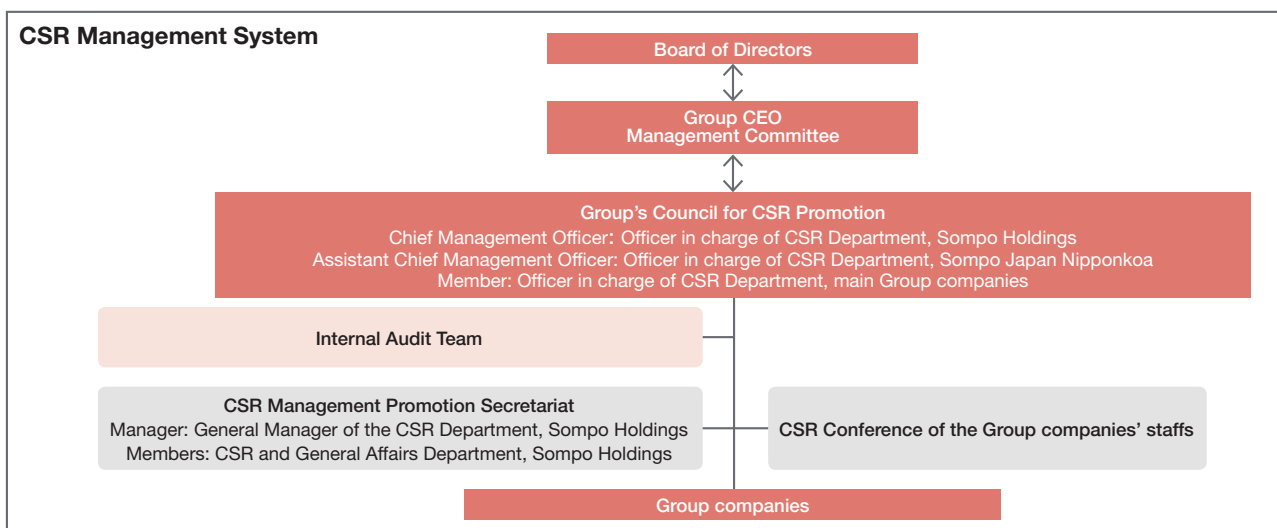 CSR Management System
Board of Directors
Group CEO
Management Committee
Group's Council for CSR Promotion
Chief Management Officer: Officer in charge of CSR Department, Sompo Holdings
Assistant Chief Management Officer: Officer in charge of CSR Department, Sompo Japan Nipponkoa
Member: Officer in charge of CSR Department, main Group companies
Internal Audit Team
CSR Management Promotion Secretariat
Manager: General Manager of the CSR Department, Sompo Holdings
Members: CSR and General Affairs Department, Sompo Holdings
CSR Conference of the Group companies' staffs
Group companies